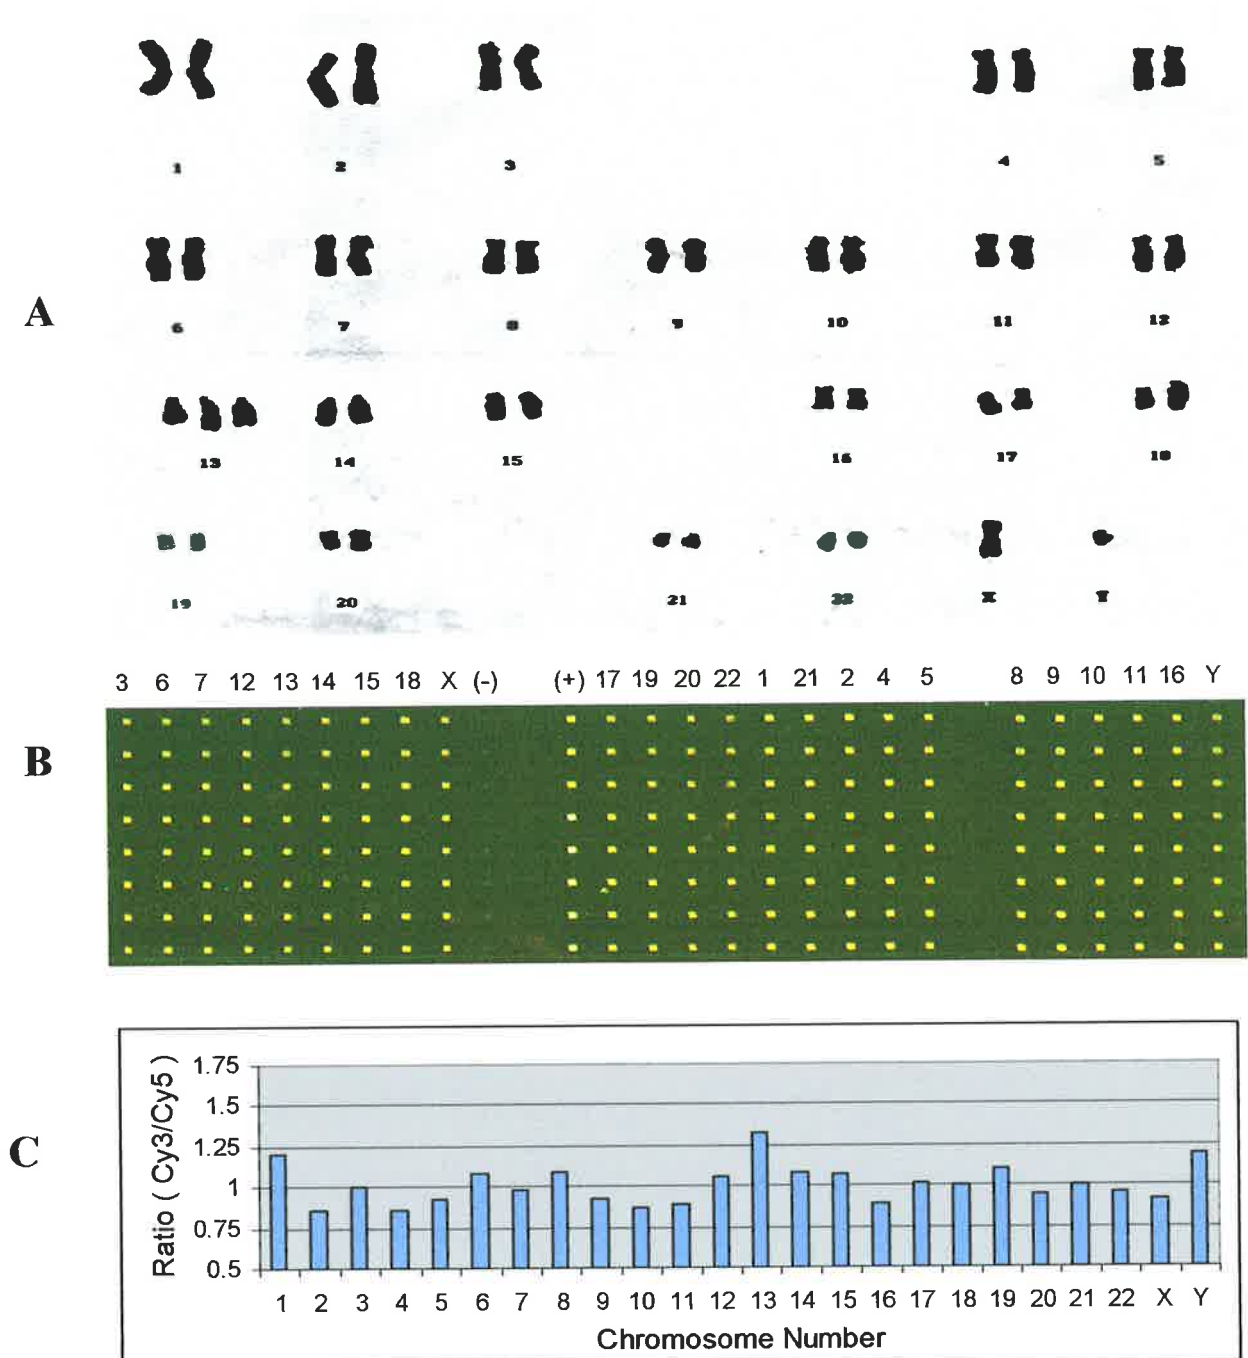 1 2 3 4 5
A
6 7 8 9 10 11 12
13 14 15 16 17 18
19 20 21 22 X Y
3 6 7 12 13 14 15 18 X (-) (+) 17 19 20 22 1 21 2 4 5 8 9 10 11 16 Y
B
C
Ratio ( Cy3/Cy5 )
1.75
1.5
1.25
1
0.75
0.5
1 2 3 4 5 6 7 8 9 10 11 12 13 14 15 16 17 18 19 20 21 22 X Y
Chromosome Number